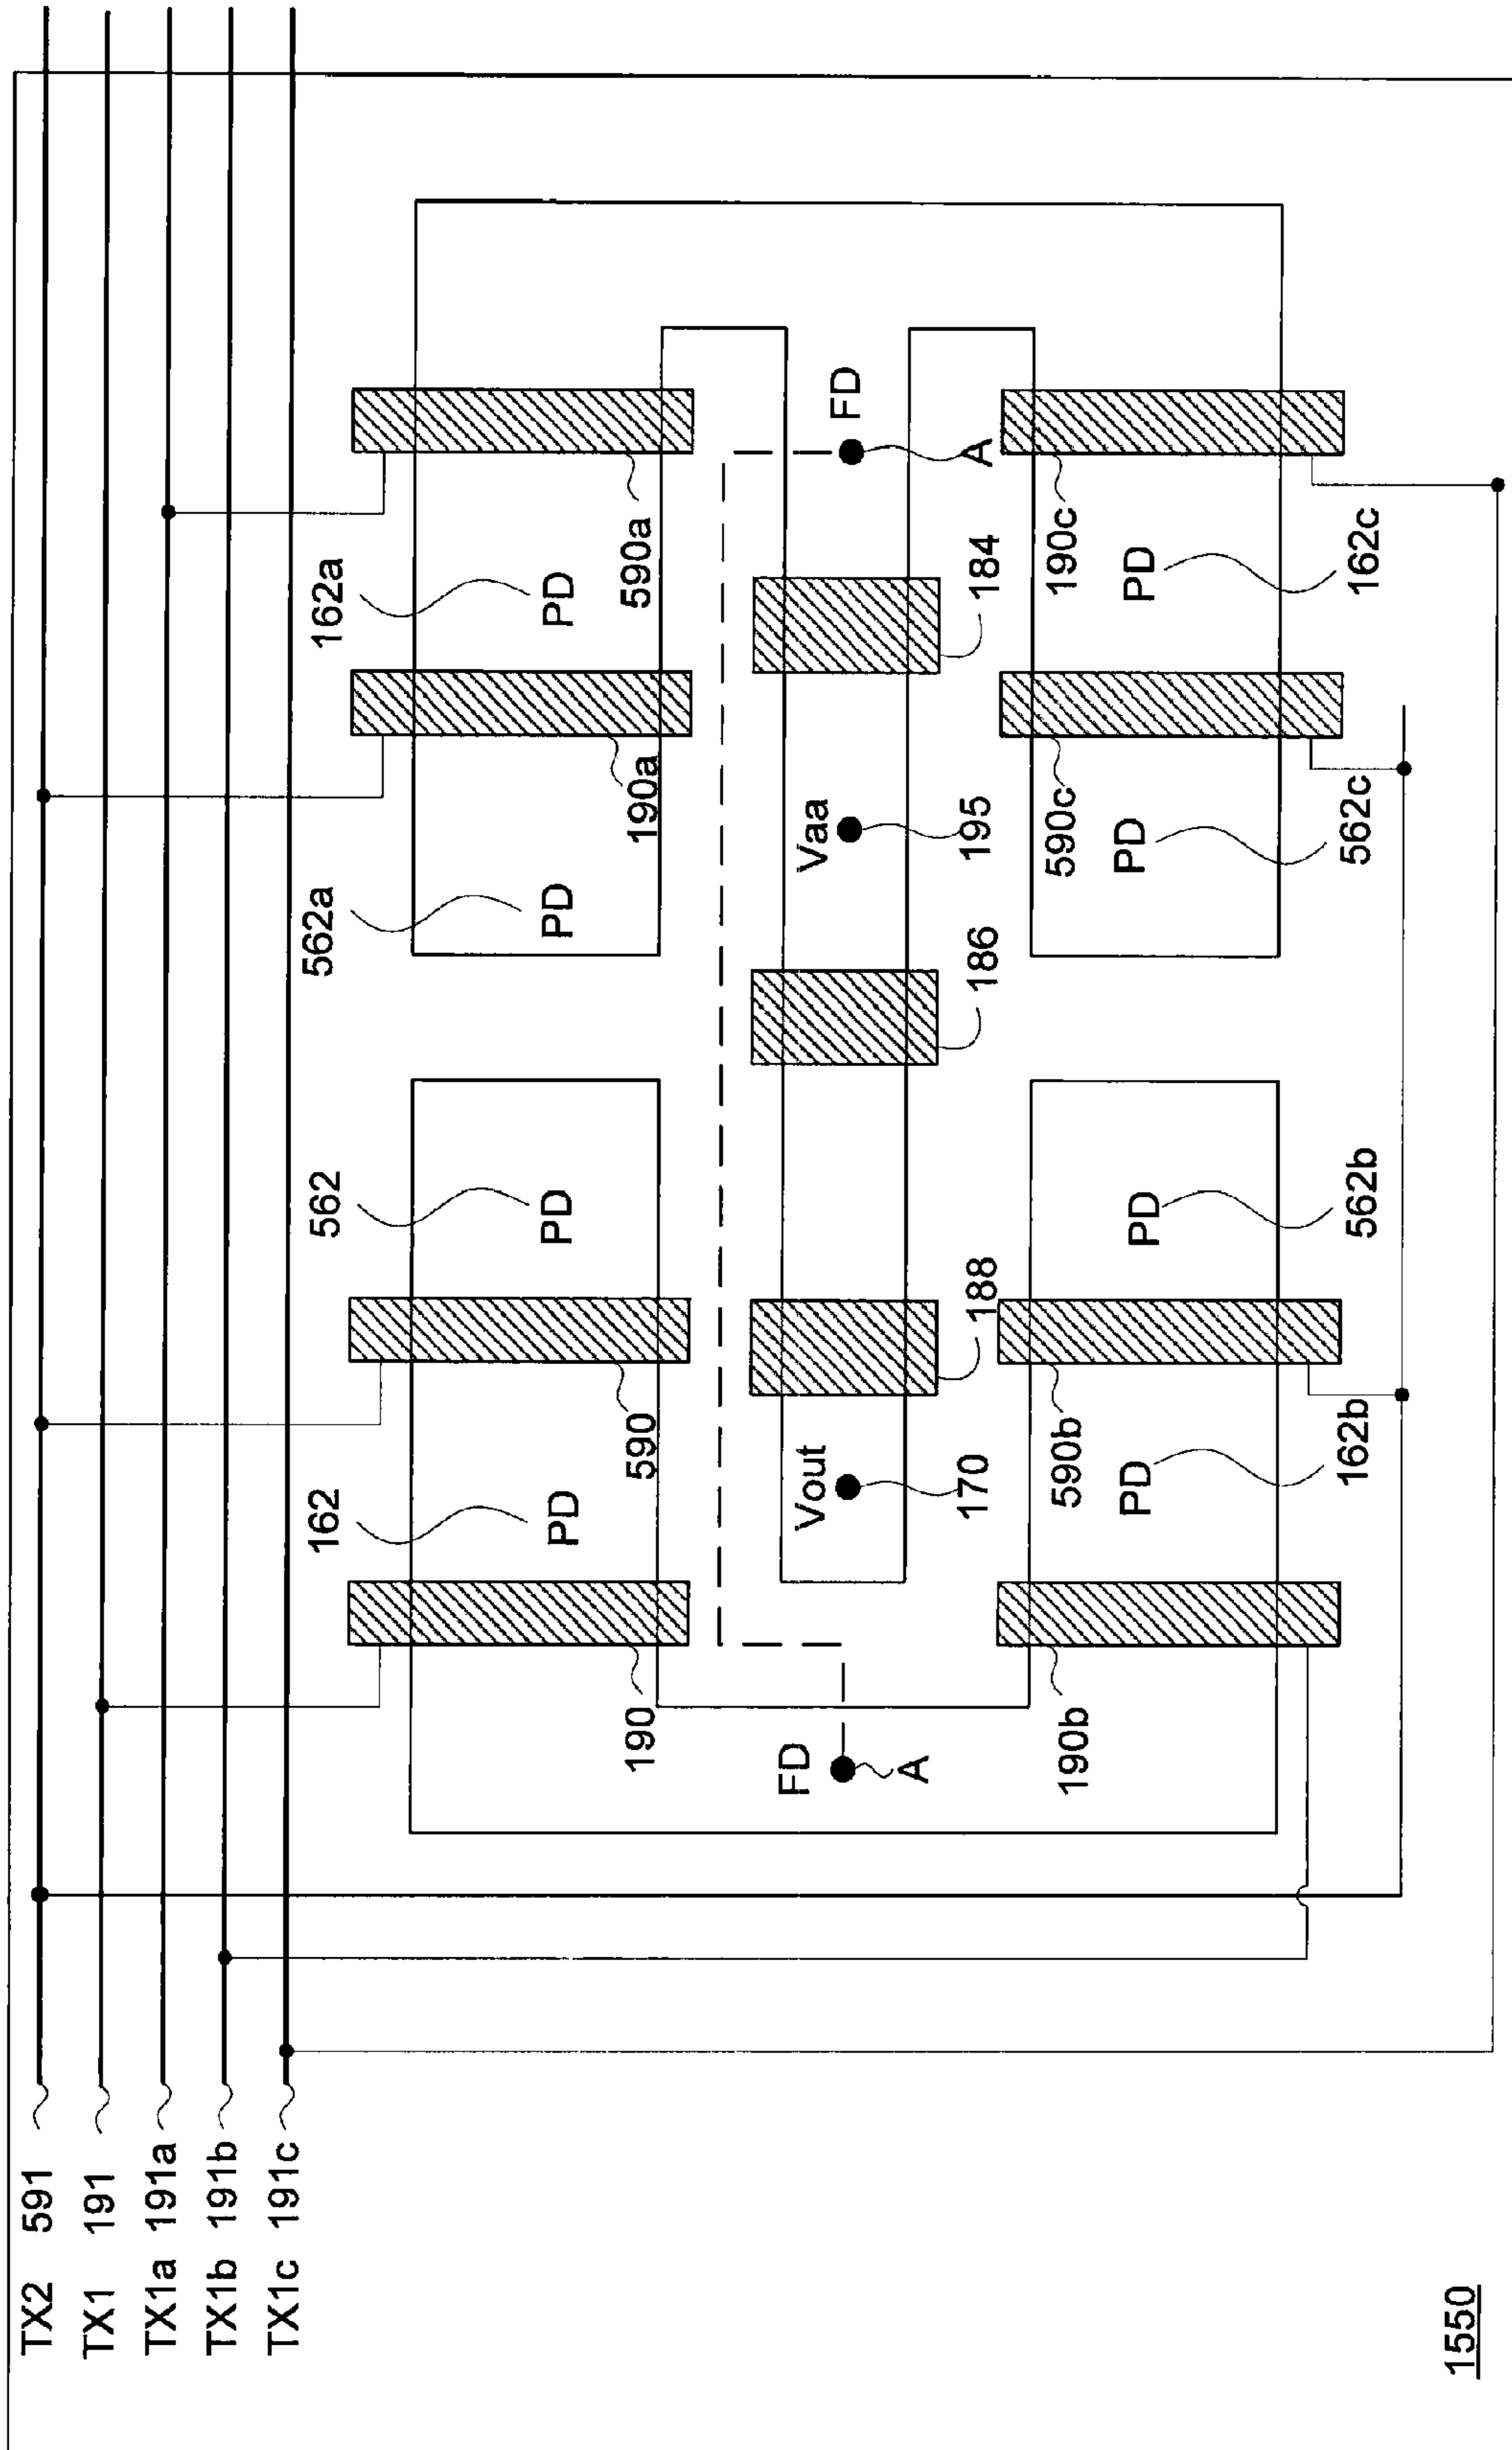 TX2 591
TX1 191
TX1a 191a
TX1b 191b
TX1c 191c
162
562
562a
162a
PD
PD
PD
PD
190
590
190a
590a
FD
A
Vout
170
188
186
Vaa
195
184
FD
A
190b
590b
590c
190c
PD
PD
PD
PD
162b
562b
562c
162c
1550